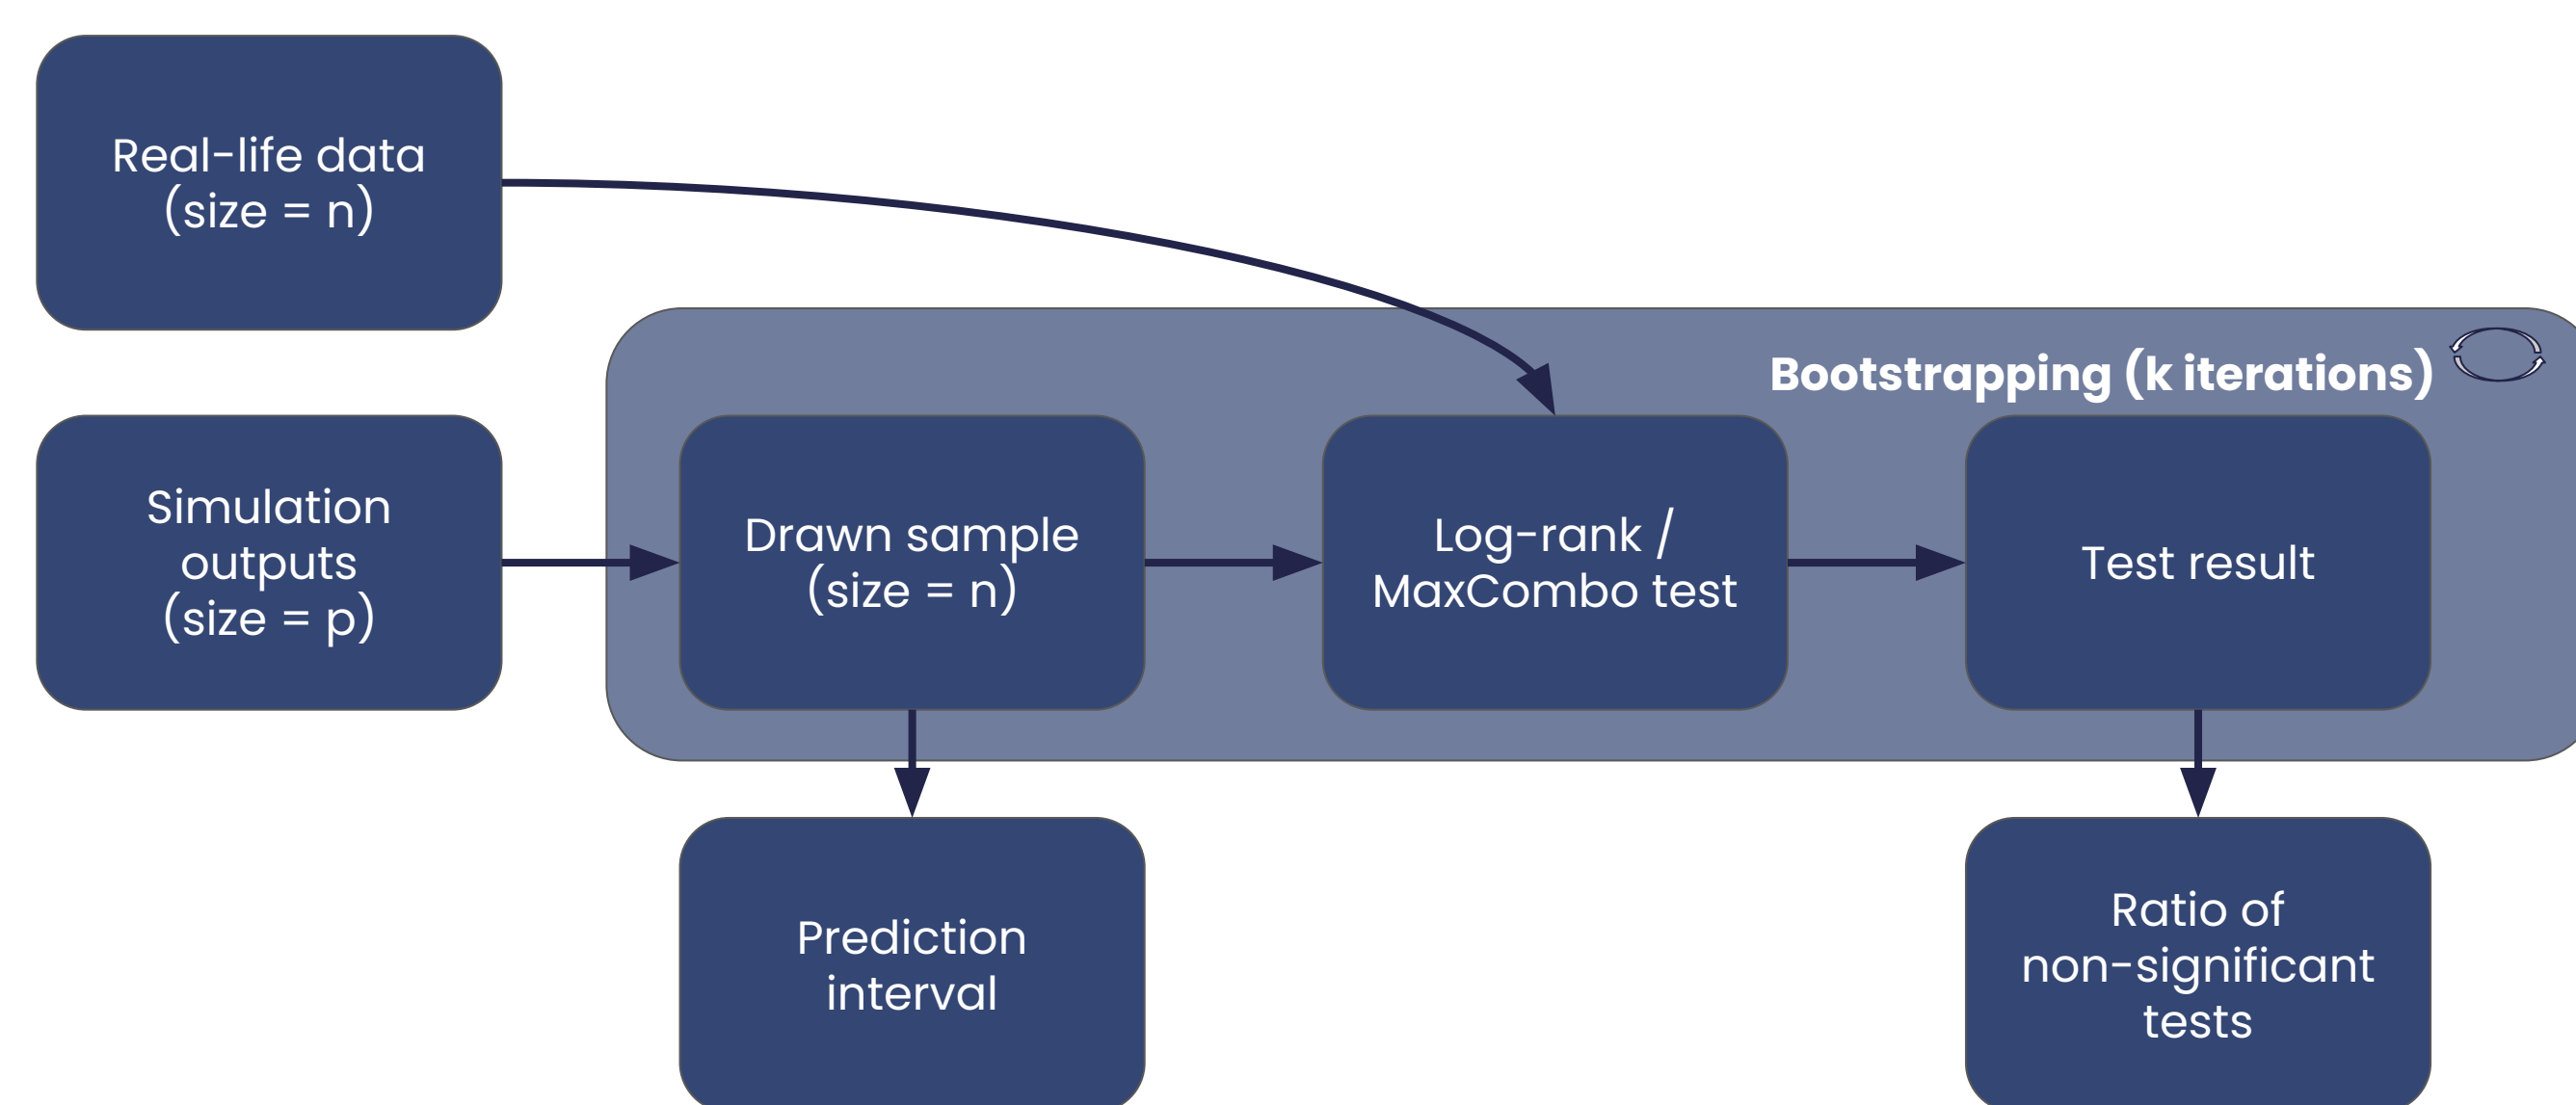 Real-life data
(size = n)
Bootstrapping (k iterations)
Simulation
outputs
(size = p)
Drawn sample
(size = n)
Log-rank /
MaxCombo test
Test result
Prediction
interval
Ratio of
non-significant
tests